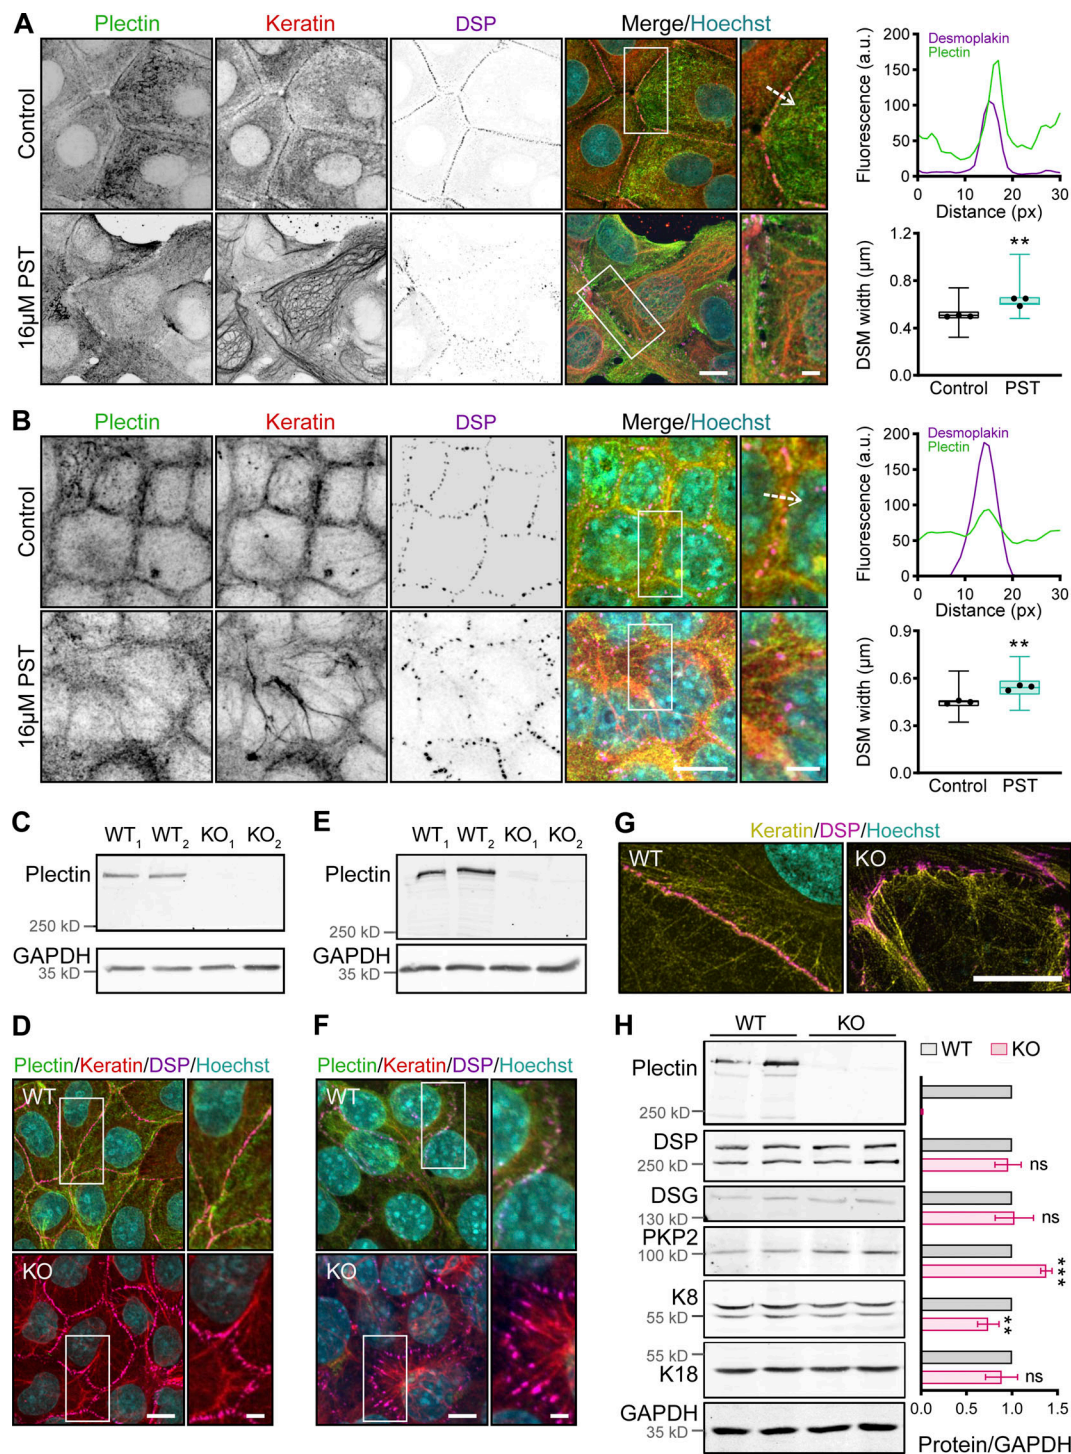 A
Plectin
Keratin
DSP
Merge/Hoechst
Control
16µM PST
Fluorescence (a.u.)
200
150
100
50
0
Desmoplakin
Plectin
0 10 20 30
Distance (px)
DSM width (µm)
1.2
0.8
0.4
0.0
**
Control PST
B
Plectin
Keratin
DSP
Merge/Hoechst
Control
16µM PST
Fluorescence (a.u.)
200
150
100
50
0
Desmoplakin
Plectin
0 10 20 30
Distance (px)
DSM width (µm)
0.9
0.6
0.3
0.0
**
Control PST
C
WT1 WT2 KO1 KO2
Plectin
250 kD
GAPDH
35 kD
E
WT1 WT2 KO1 KO2
Plectin
250 kD
GAPDH
35 kD
G
Keratin/DSP/Hoechst
WT
KO
D
Plectin/Keratin/DSP/Hoechst
WT
KO
F
Plectin/Keratin/DSP/Hoechst
WT
KO
H
WT KO
Plectin
250 kD
DSP
250 kD
DSG
130 kD
PKP2
100 kD
K8
55 kD
55 kD
K18
GAPDH
35 kD
WT KO
ns
ns
***
**
ns
0.0 0.5 1.0 1.5
Protein/GAPDH